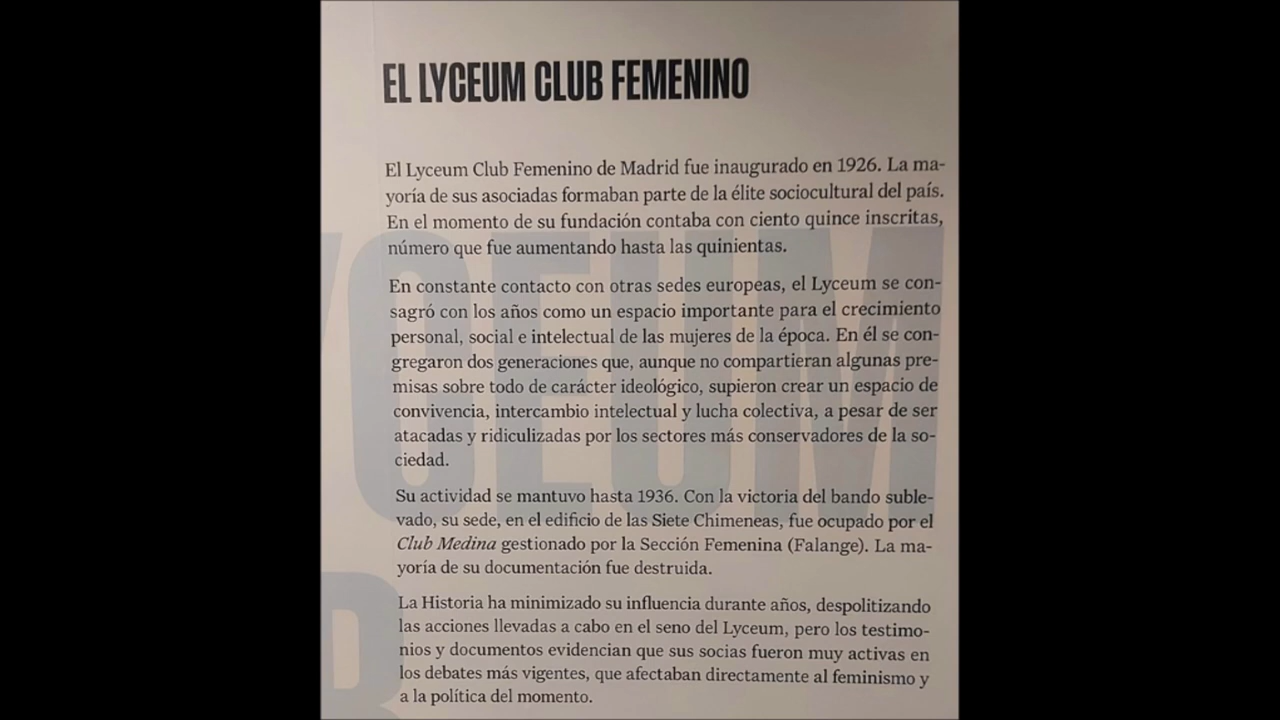 EL LYCEUM CLUB FEMENINO
El Lyceum Club Femenino de Madrid fue inaugurado en 1926. La ma-
yoría de sus asociadas formaban parte de la élite sociocultural del país.
En el momento de su fundación contaba con ciento quince inscritas,
número que fue aumentando hasta las quinientas.
En constante contacto con otras sedes europeas, el Lyceum se con-
sagró con los años como un espacio importante para el crecimiento
personal, social e intelectual de las mujeres de la época. En él se con-
gregaron dos generaciones que, aunque no compartieran algunas pre-
misas sobre todo de carácter ideológico, supieron crear un espacio de
convivencia, intercambio intelectual y lucha colectiva, a pesar de ser
atacadas y ridiculizadas por los sectores más conservadores de la so-
ciedad.
Su actividad se mantuvo hasta 1936. Con la victoria del bando suble-
vado, su sede, en el edificio de las Siete Chimeneas, fue ocupado por el
Club Medina gestionado por la Sección Femenina (Falange). La ma-
yoría de su documentación fue destruida.
La Historia ha minimizado su influencia durante años, despolitizando
las acciones llevadas a cabo en el seno del Lyceum, pero los testimo-
nios y documentos evidencian que sus socias fueron muy activas en
los debates más vigentes, que afectaban directamente al feminismo y
a la política del momento.